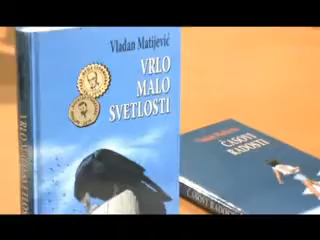 Vladan Matijević
VRLO
MALO
SVETLOSTI
VRLO MALO SVETLOSTI
ČASOVI
RADOSTI
ČASOVI RADOSTI